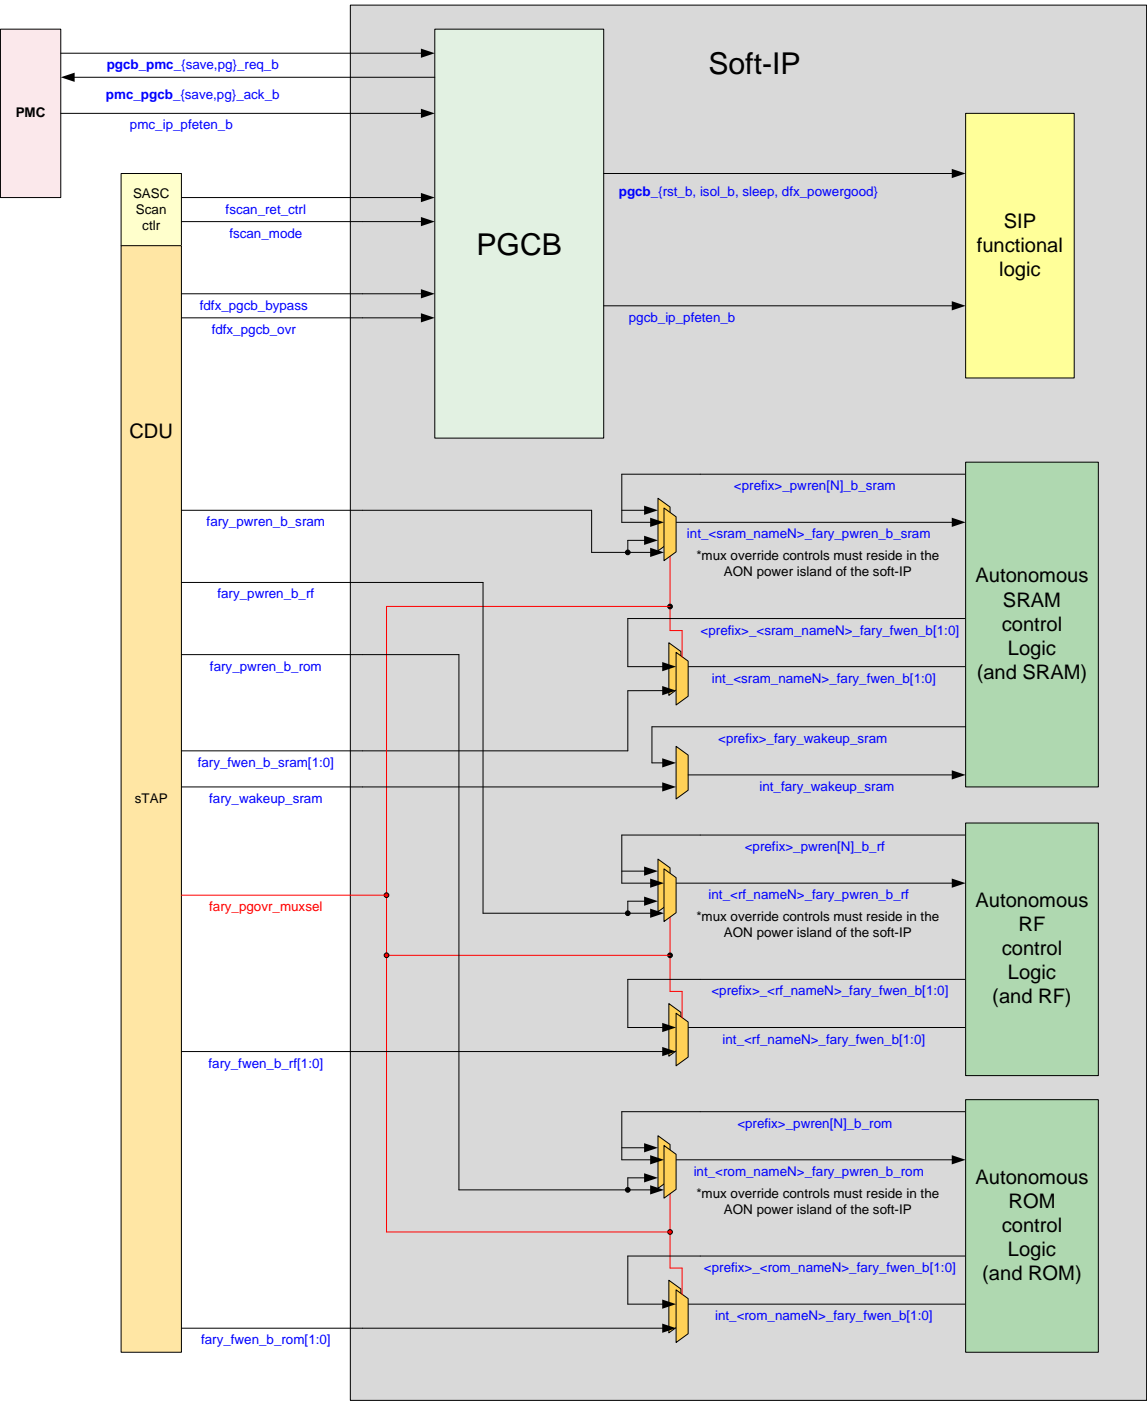 Soft-IP
pgcb_pmc_{save,pg}_req_b
pmc_pgcb_{save,pg}_ack_b
PMC
pmc_ip_pfeten_b
SASC
Scan
ctlr
fscan_ret_ctrl
fscan_mode
pgcb_{rst_b, isol_b, sleep, dfx_powergood}
PGCB
SIP
functional
logic
fdfx_pgcb_bypass
fdfx_pgcb_ovr
pgcb_ip_pfeten_b
CDU
<prefix>_pwren[N]_b_sram
fary_pwren_b_sram
int_<sram_nameN>_fary_pwren_b_sram
*mux override controls must reside in the
AON power island of the soft-IP
Autonomous
SRAM
control
Logic
(and SRAM)
fary_pwren_b_rf
<prefix>_<sram_nameN>_fary_fwen_b[1:0]
fary_pwren_b_rom
int_<sram_nameN>_fary_fwen_b[1:0]
<prefix>_fary_wakeup_sram
fary_fwen_b_sram[1:0]
int_fary_wakeup_sram
sTAP
fary_wakeup_sram
<prefix>_pwren[N]_b_rf
int_<rf_nameN>_fary_pwren_b_rf
fary_pgovr_muxsel
*mux override controls must reside in the
AON power island of the soft-IP
Autonomous
RF
control
Logic
(and RF)
<prefix>_<rf_nameN>_fary_fwen_b[1:0]
int_<rf_nameN>_fary_fwen_b[1:0]
fary_fwen_b_rf[1:0]
<prefix>_pwren[N]_b_rom
int_<rom_nameN>_fary_pwren_b_rom
*mux override controls must reside in the
AON power island of the soft-IP
Autonomous
ROM
control
Logic
(and ROM)
<prefix>_<rom_nameN>_fary_fwen_b[1:0]
int_<rom_nameN>_fary_fwen_b[1:0]
fary_fwen_b_rom[1:0]